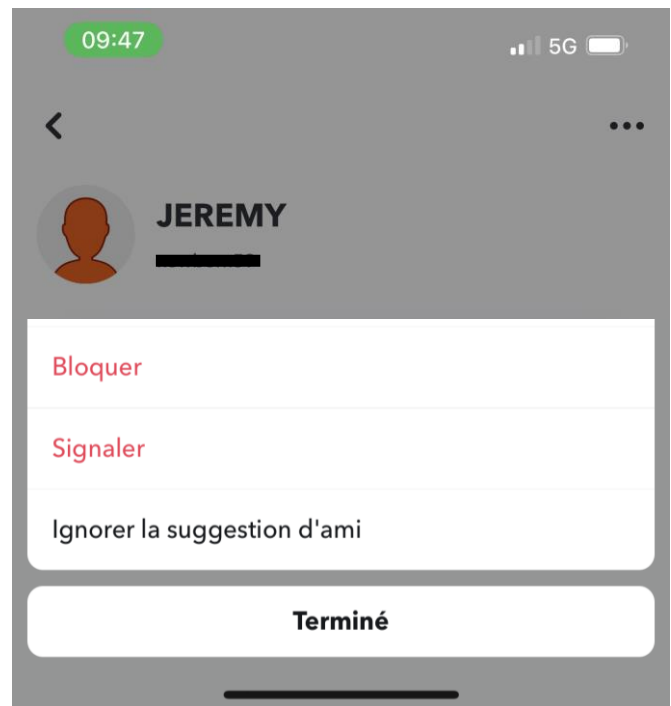 09:47
5G
JEREMY
Bloquer
Signaler
Ignorer la suggestion d'ami
Terminé